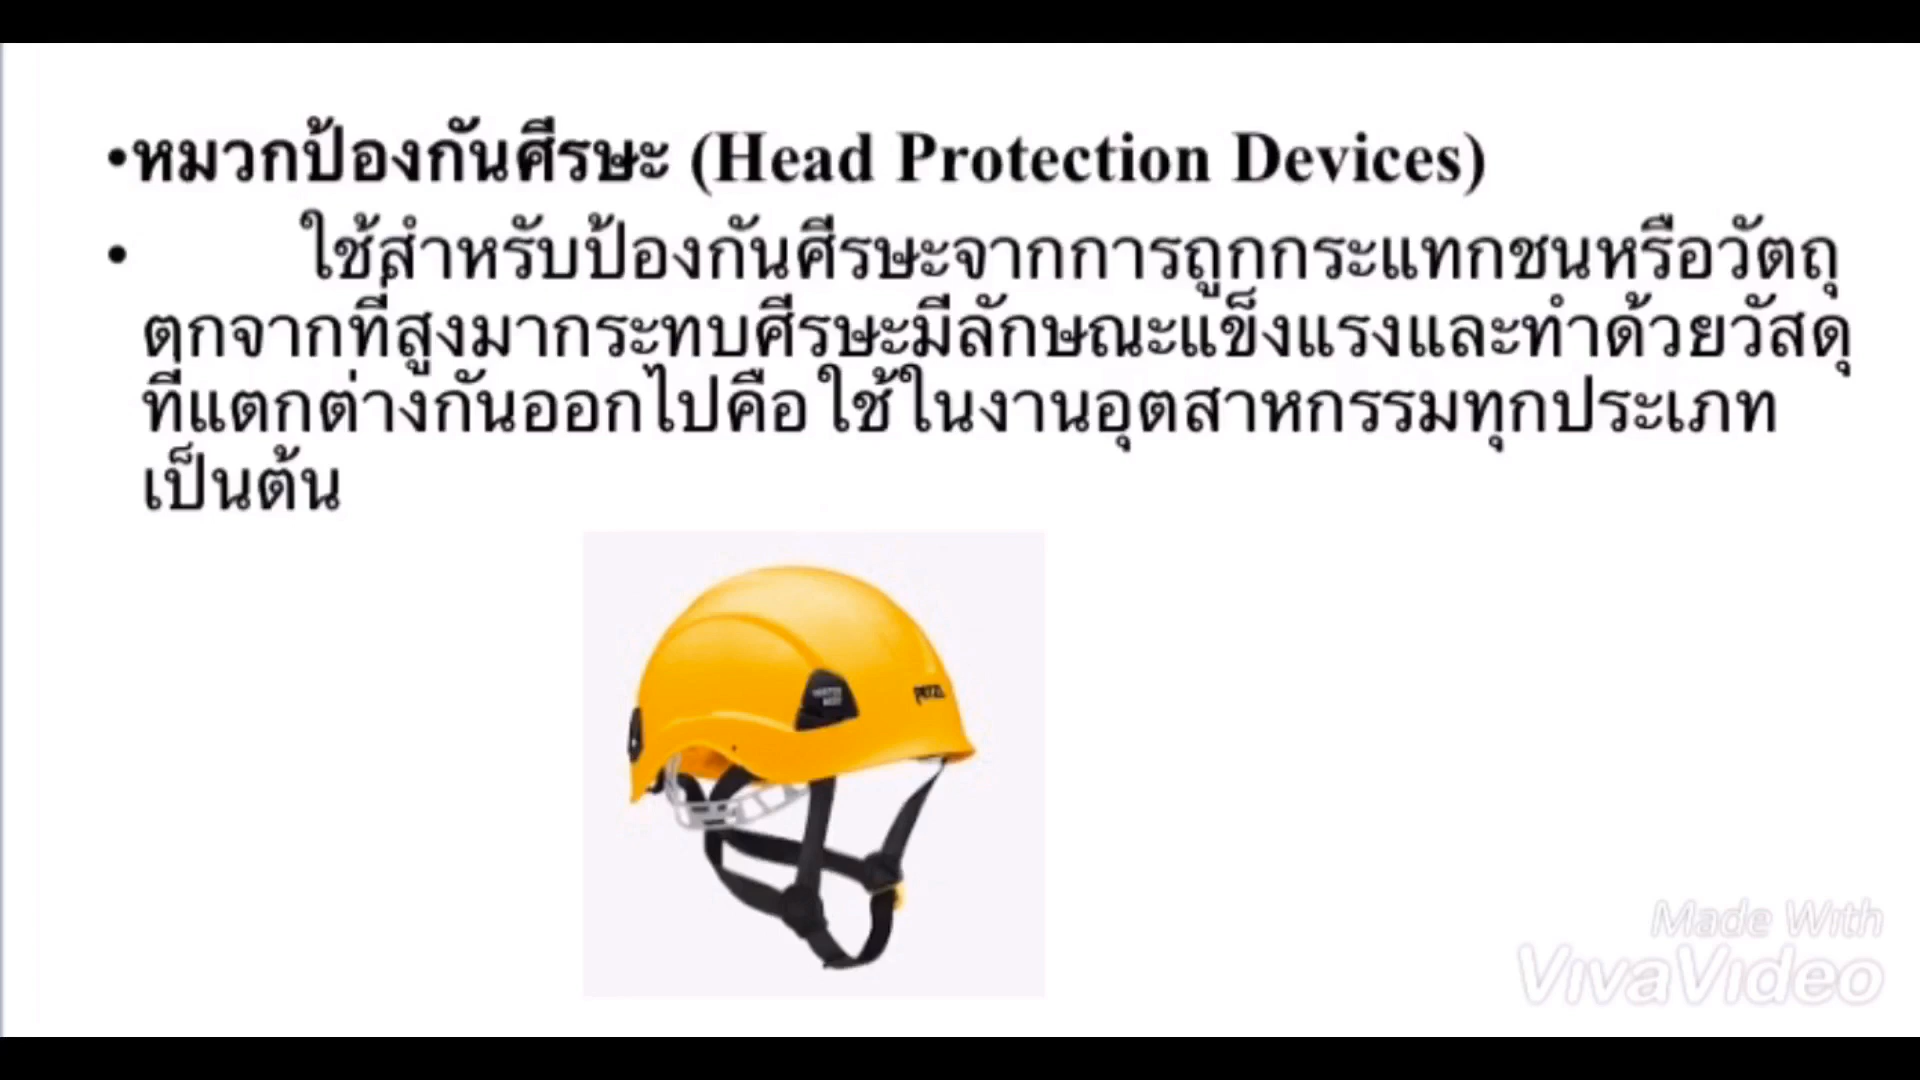 •หมวกป้องกันศีรษะ (Head Protection Devices)
• ใช้สำหรับป้องกันศีรษะจากการถูกกระแทกชนหรือวัตถุ
ตกจากที่สูงมากระทบศีรษะมีลักษณะแข็งแรงและทำด้วยวัสดุ
ที่แตกต่างกันออกไปคือ ใช้ในงานอุตสาหกรรมทุกประเภท
เป็นต้น
PETZL
Made With
VivaVideo